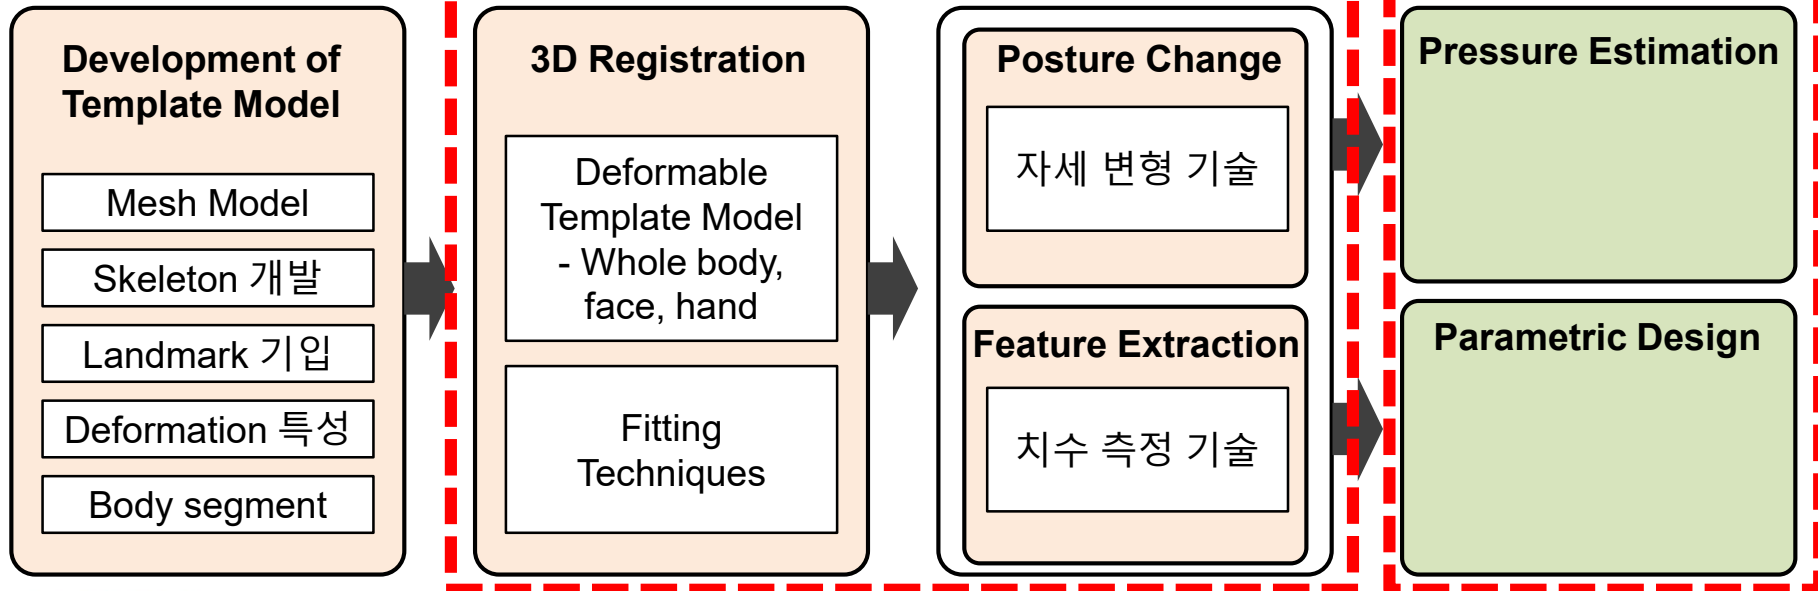 Development of
Template Model
Mesh Model
Skeleton 개발
Landmark 기입
Deformation 특성
Body segment
3D Registration
Deformable
Template Model
- Whole body,
face, hand
Fitting
Techniques
Posture Change
자세 변형 기술
Feature Extraction
치수 측정 기술
Pressure Estimation
Parametric Design